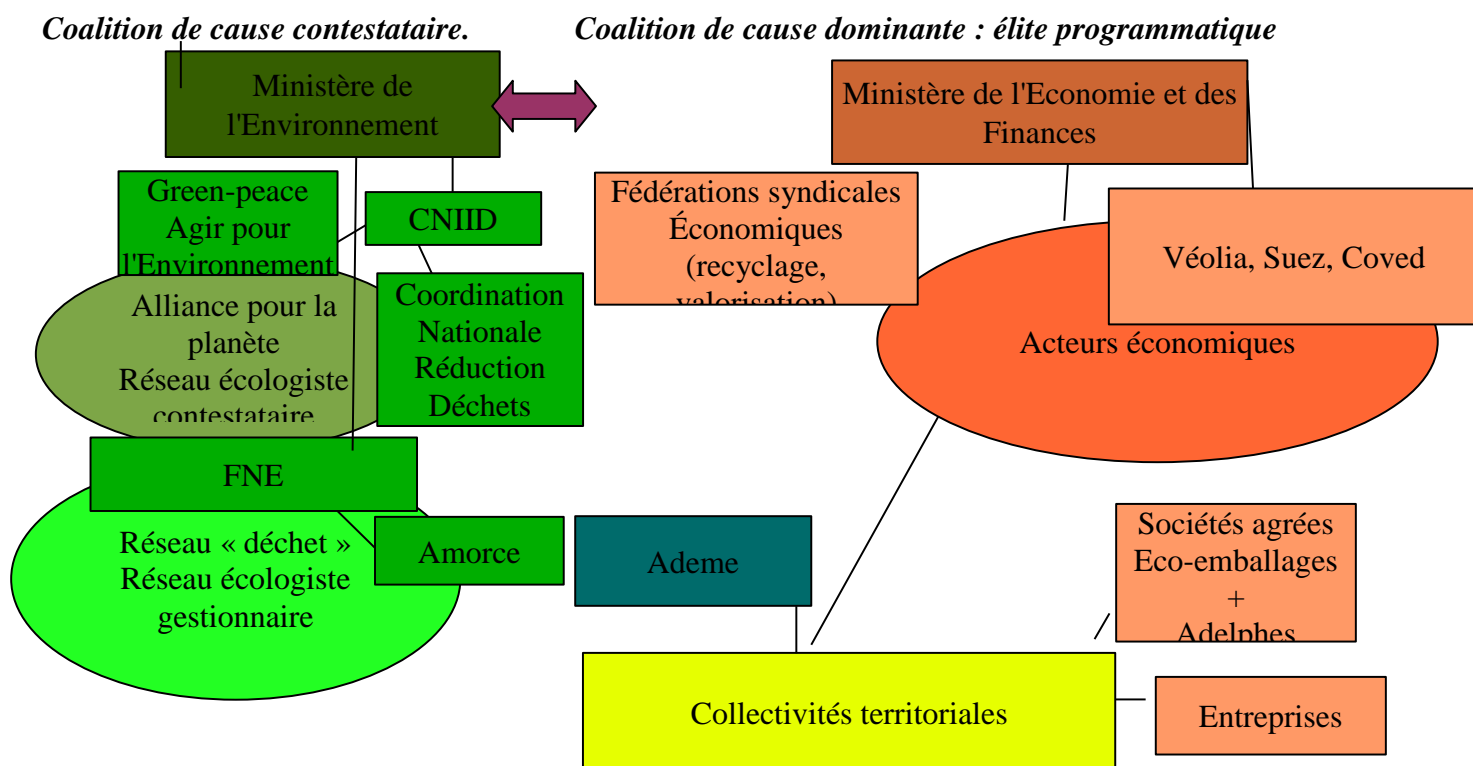 Coalition de cause contestataire.
Coalition de cause dominante : élite programmatique
Ministère de
l'Environnement
Ministère de l'Economie et des
Finances
Green-peace
Agir pour
l'Environnement
CNIID
Fédérations syndicales
Économiques
(recyclage,
valorisation)
Véolia, Suez, Coved
Alliance pour la
planète
Réseau écologiste
contestataire
Coordination
Nationale
Réduction
Déchets
Acteurs économiques
FNE
Réseau « déchet »
Réseau écologiste
gestionnaire
Amorce
Ademe
Sociétés agrées
Eco-emballages
+
Adelphes
Collectivités territoriales
Entreprises